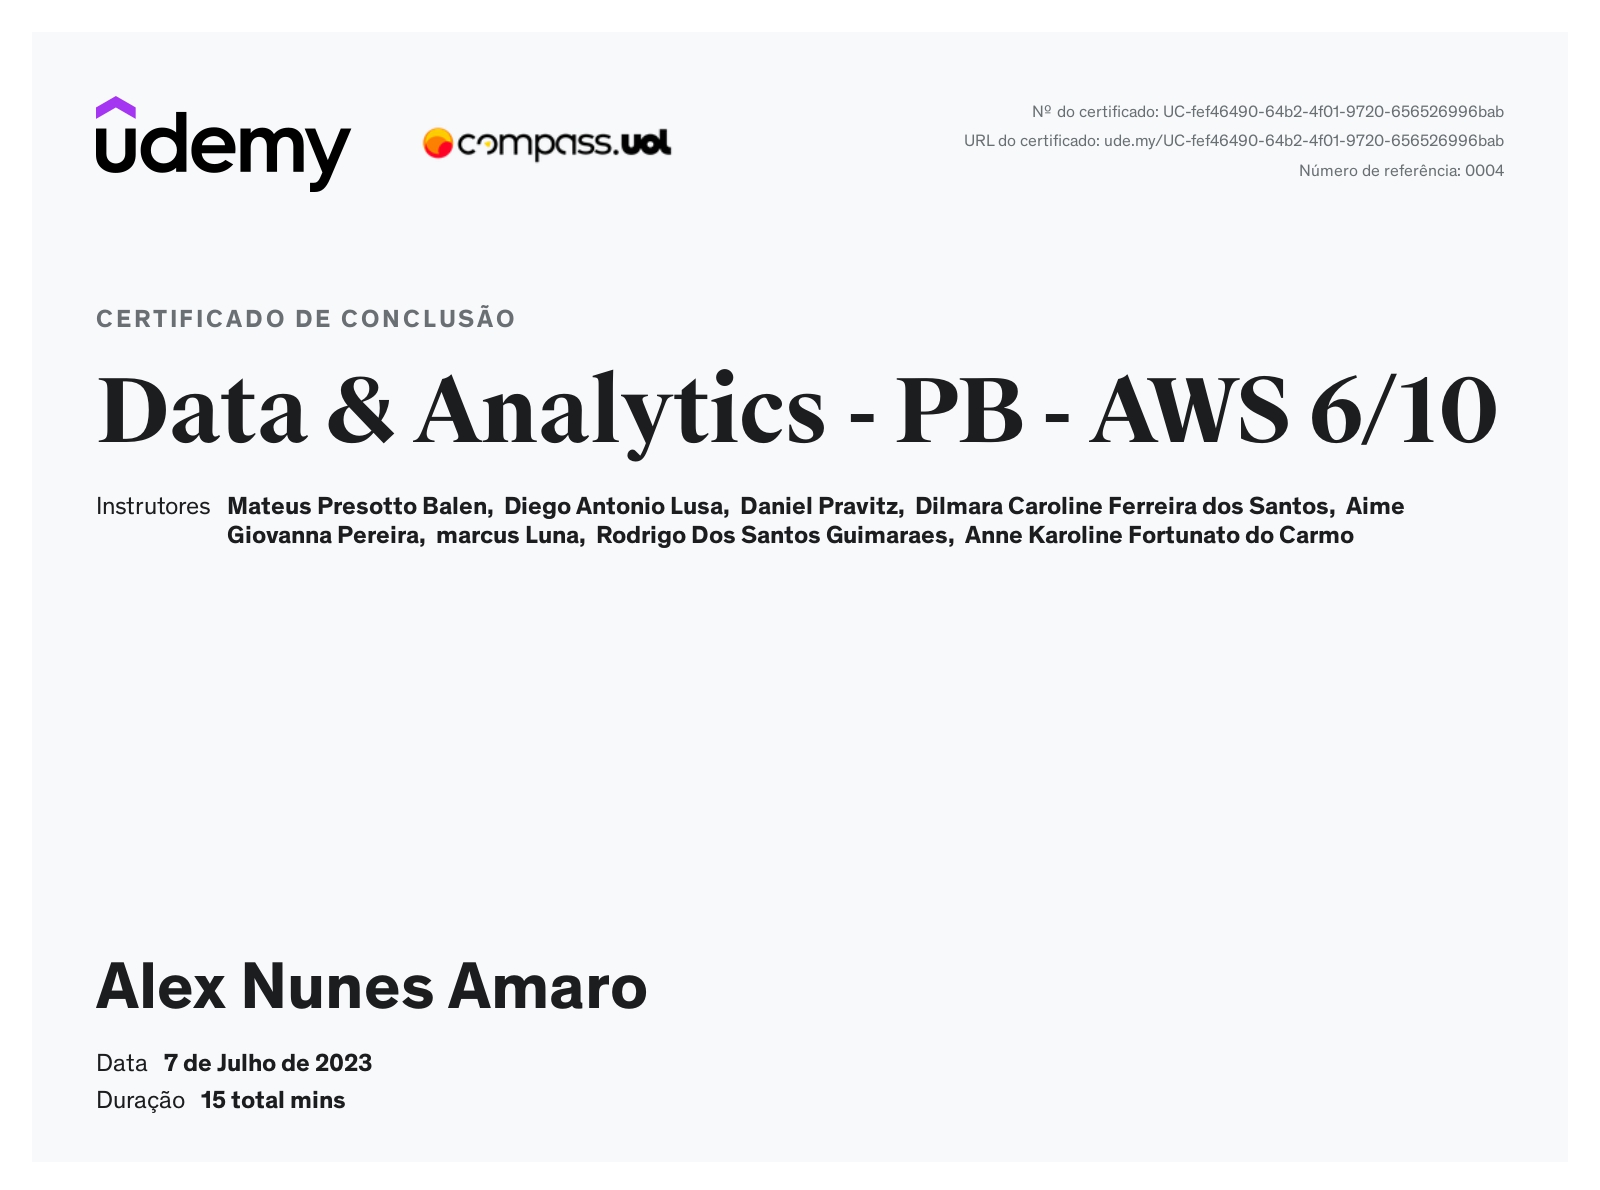 udemy
compass.uol
Nº do certificado: UC-fef46490-64b2-4f01-9720-656526996bab
URL do certificado: ude.my/UC-fef46490-64b2-4f01-9720-656526996bab
Número de referência: 0004
CERTIFICADO DE CONCLUSÃO
Data & Analytics - PB - AWS 6/10
Instrutores Mateus Presotto Balen, Diego Antonio Lusa, Daniel Pravitz, Dilmara Caroline Ferreira dos Santos, Aime
Giovanna Pereira, marcus Luna, Rodrigo Dos Santos Guimaraes, Anne Karoline Fortunato do Carmo
Alex Nunes Amaro
Data 7 de Julho de 2023
Duração 15 total mins